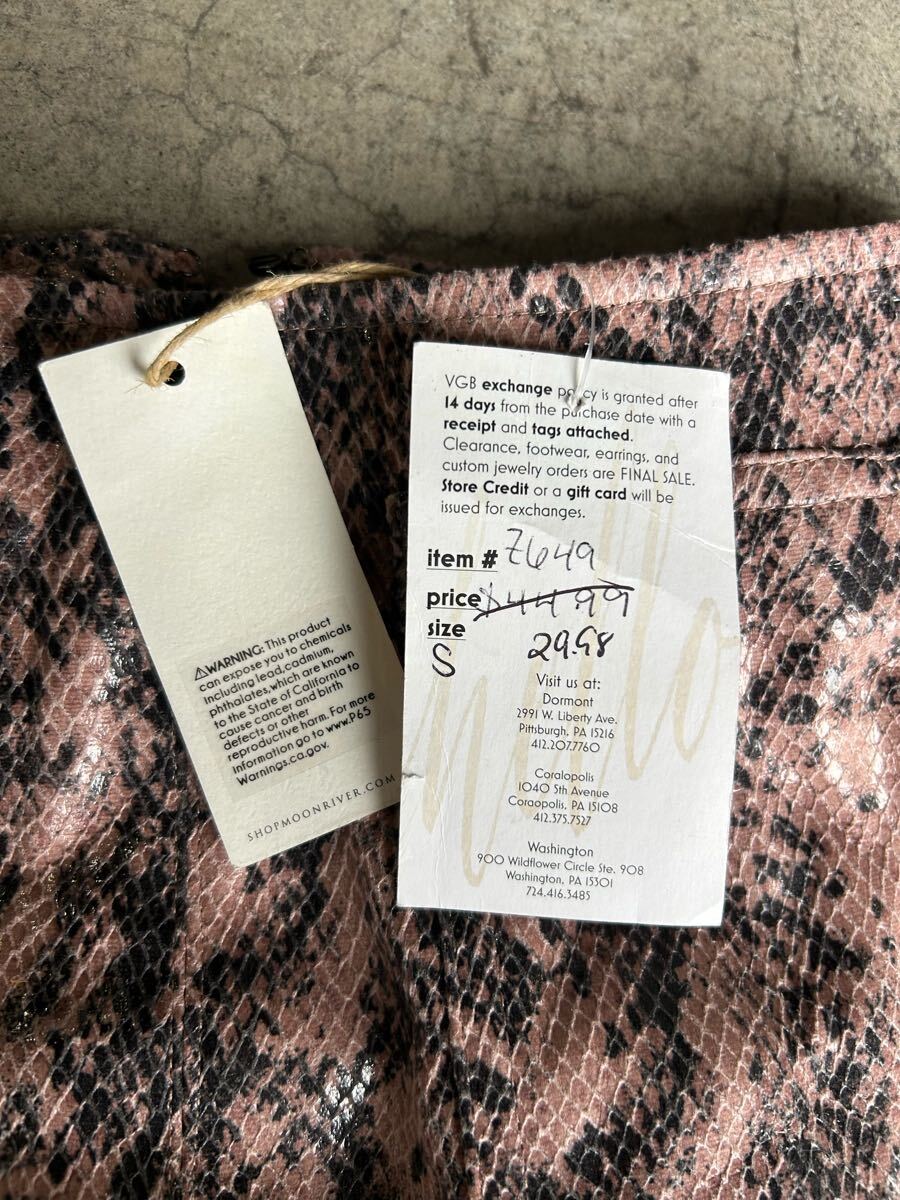 ⚠WARNING: This product
can expose you to chemicals
including lead,cadmium,
phthalates,which are known
to the State of California to
cause cancer and birth
defects or other
reproductive harm. For more
information go to www.P65
Warnings.ca.gov.
SHOPMOONRIVER.COM
VGB exchange policy is granted after
14 days from the purchase date with a
receipt and tags attached.
Clearance, footwear, earrings, and
custom jewelry orders are FINAL SALE.
Store Credit or a gift card will be
issued for exchanges.
item # Z649
price $44.99
size 29.98
S
Visit us at:
Dormont
2991 W. Liberty Ave.
Pittsburgh, PA 15216
412.207.7760
Coralopolis
1040 5th Avenue
Coraopolis, PA 15108
412.375.7527
Washington
900 Wildflower Circle Ste. 908
Washington, PA 15301
724.416.3485
hello